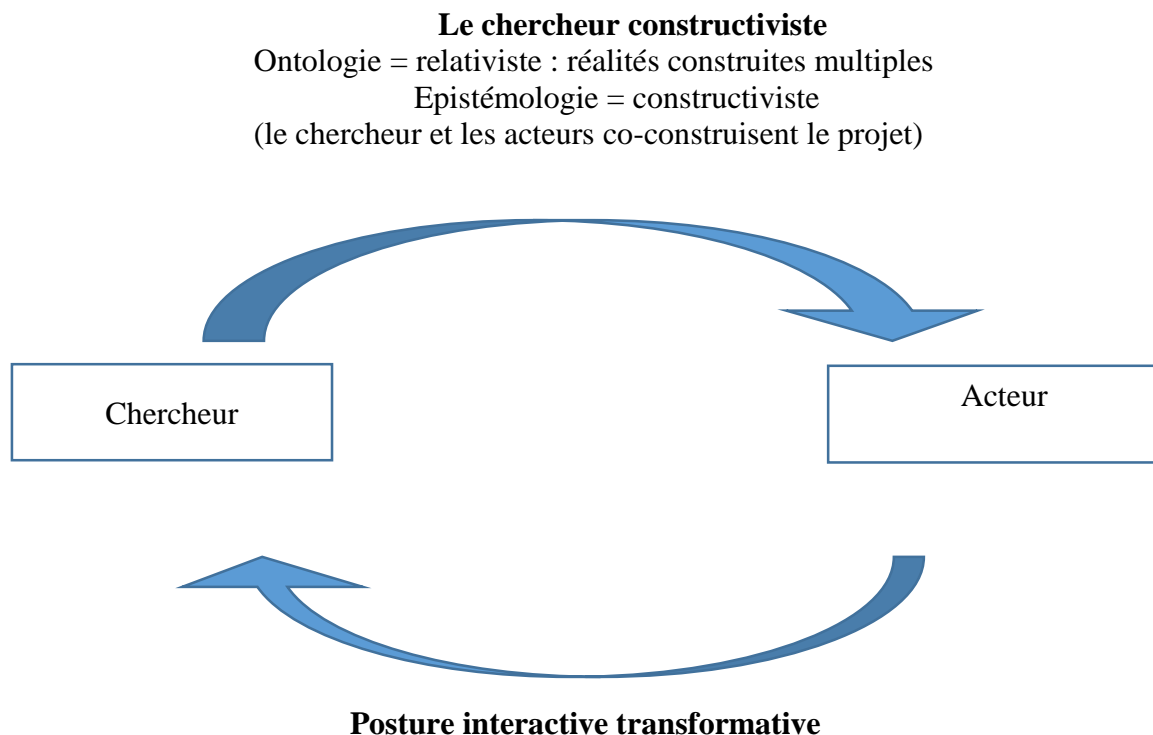 Le chercheur constructiviste
Ontologie = relativiste : réalités construites multiples
Epistémologie = constructiviste
(le chercheur et les acteurs co-construisent le projet)
Chercheur
Acteur
Posture interactive transformative